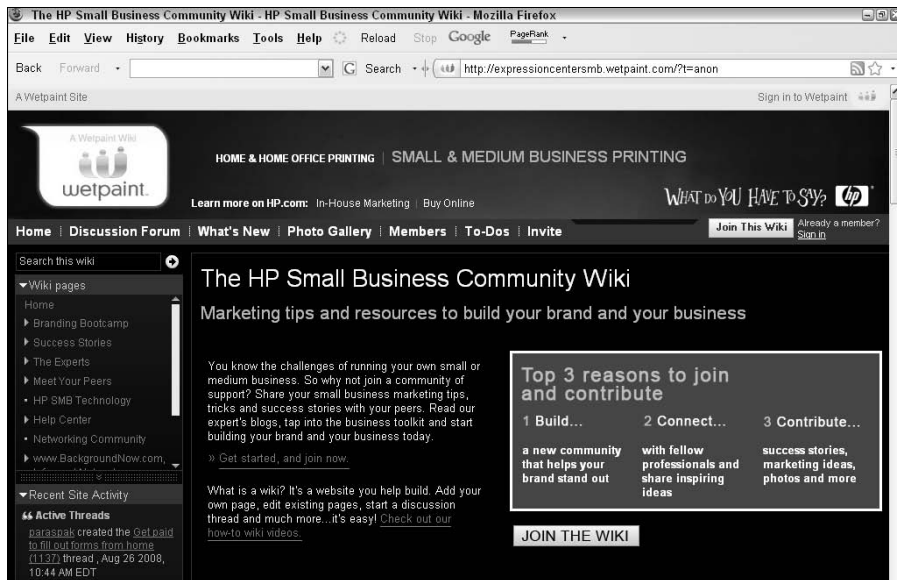 The HP Small Business Community Wiki - HP Small Business Community Wiki - Mozilla Firefox
File Edit View History Bookmarks Tools Help Reload Stop Google PageRank
Back Forward G Search http://expressioncentersmb.wetpaint.com/?t=anon
A Wetpaint Site Sign in to Wetpaint
A Wetpaint Wiki
wetpaint.
HOME & HOME OFFICE PRINTING | SMALL & MEDIUM BUSINESS PRINTING
Learn more on HP.com: In-House Marketing | Buy Online
WHAT DO YOU HAVE TO SAY? hp
Home | Discussion Forum | What's New | Photo Gallery | Members | To-Dos | Invite
Join This Wiki
Already a member?
Sign in
Search this wiki
Wiki pages
Home
Branding Bootcamp
Success Stories
The Experts
Meet Your Peers
HP SMB Technology
Help Center
Networking Community
www.BackgroundNow.com,
Recent Site Activity
Active Threads
paraspak created the Get paid
to fill out forms from home
(1137) thread , Aug 26 2008,
10:44 AM EDT
The HP Small Business Community Wiki
Marketing tips and resources to build your brand and your business
You know the challenges of running your own small or
medium business. So why not join a community of
support? Share your small business marketing tips,
tricks and success stories with your peers. Read our
expert's blogs, tap into the business toolkit and start
building your brand and your business today.
» Get started, and join now.
What is a wiki? It's a website you help build. Add your
own page, edit existing pages, start a discussion
thread and much more...it's easy! Check out our
how-to wiki videos.
Top 3 reasons to join
and contribute
1 Build... 2 Connect... 3 Contribute...
a new community
that helps your
brand stand out
with fellow
professionals and
share inspiring
ideas
success stories,
marketing ideas,
photos and more
JOIN THE WIKI